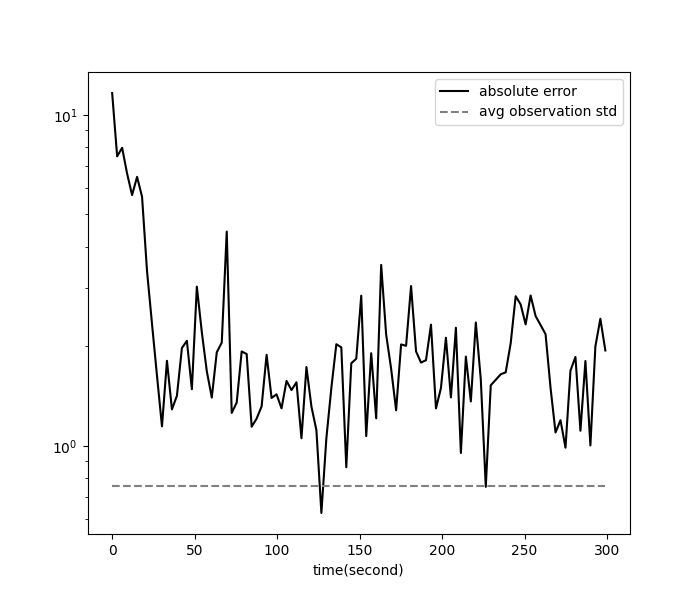 absolute error
avg observation std
10¹
10⁰
0 50 100 150 200 250 300
time(second)